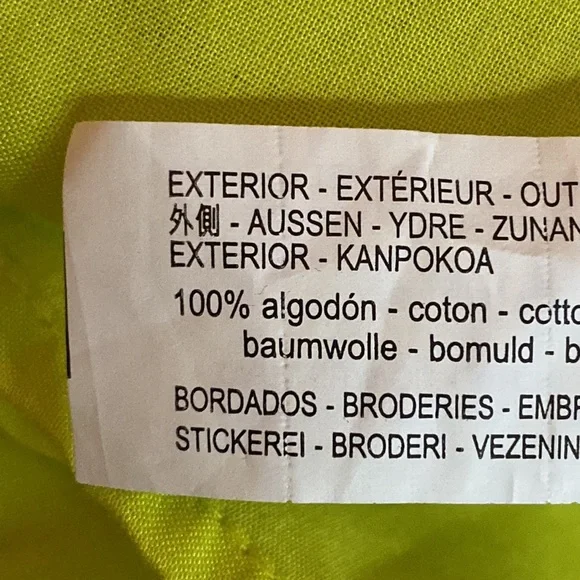 EXTERIOR - EXTÉRIEUR - OUT
外側 - AUSSEN - YDRE - ZUNAN
EXTERIOR - KANPOKOA
100% algodón - coton - cotto
baumwolle - bomuld - b
BORDADOS - BRODERIES - EMBR
STICKEREI - BRODERI - VEZENIN